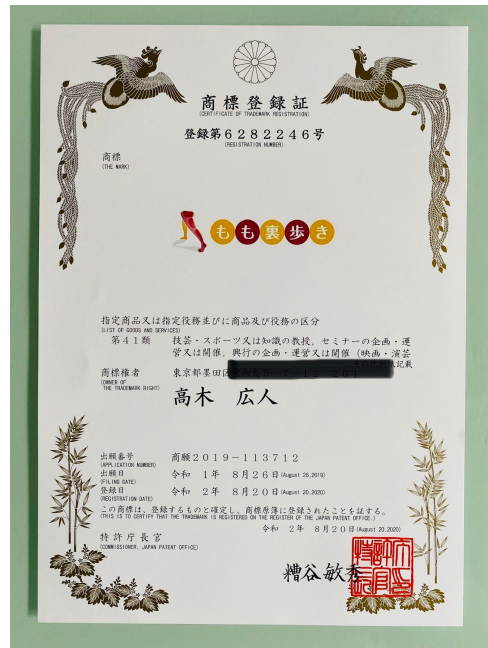 商標登録証
(CERTIFICATE OF TRADEMARK REGISTRATION)
登録第6282246号
(REGISTRATION NUMBER)
商標
(THE MARK)
もも裏歩き
指定商品又は指定役務並びに商品及び役務の区分
(LIST OF GOODS AND SERVICES)
第41類 技芸・スポーツ又は知識の教授,セミナーの企画・運
営又は開催,興行の企画・運営又は開催(映画・演芸
記載
商標権者 東京都墨田区
(OWNER OF THE TRADEMARK RIGHT)
高木 広人
出願番号 商願2019-113712
(APPLICATION NUMBER)
出願日 令和 1年 8月26日(August 26,2019)
(FILING DATE)
登録日 令和 2年 8月20日(August 20,2020)
(REGISTRATION DATE)
この商標は、登録するものと確定し、商標原簿に登録されたことを証する。
(THIS IS TO CERTIFY THAT THE TRADEMARK IS REGISTERED ON THE REGISTER OF THE JAPAN PATENT OFFICE.)
令和 2年 8月20日(August 20,2020)
特許庁長官
(COMMISSIONER, JAPAN PATENT OFFICE)
糟谷敏秀